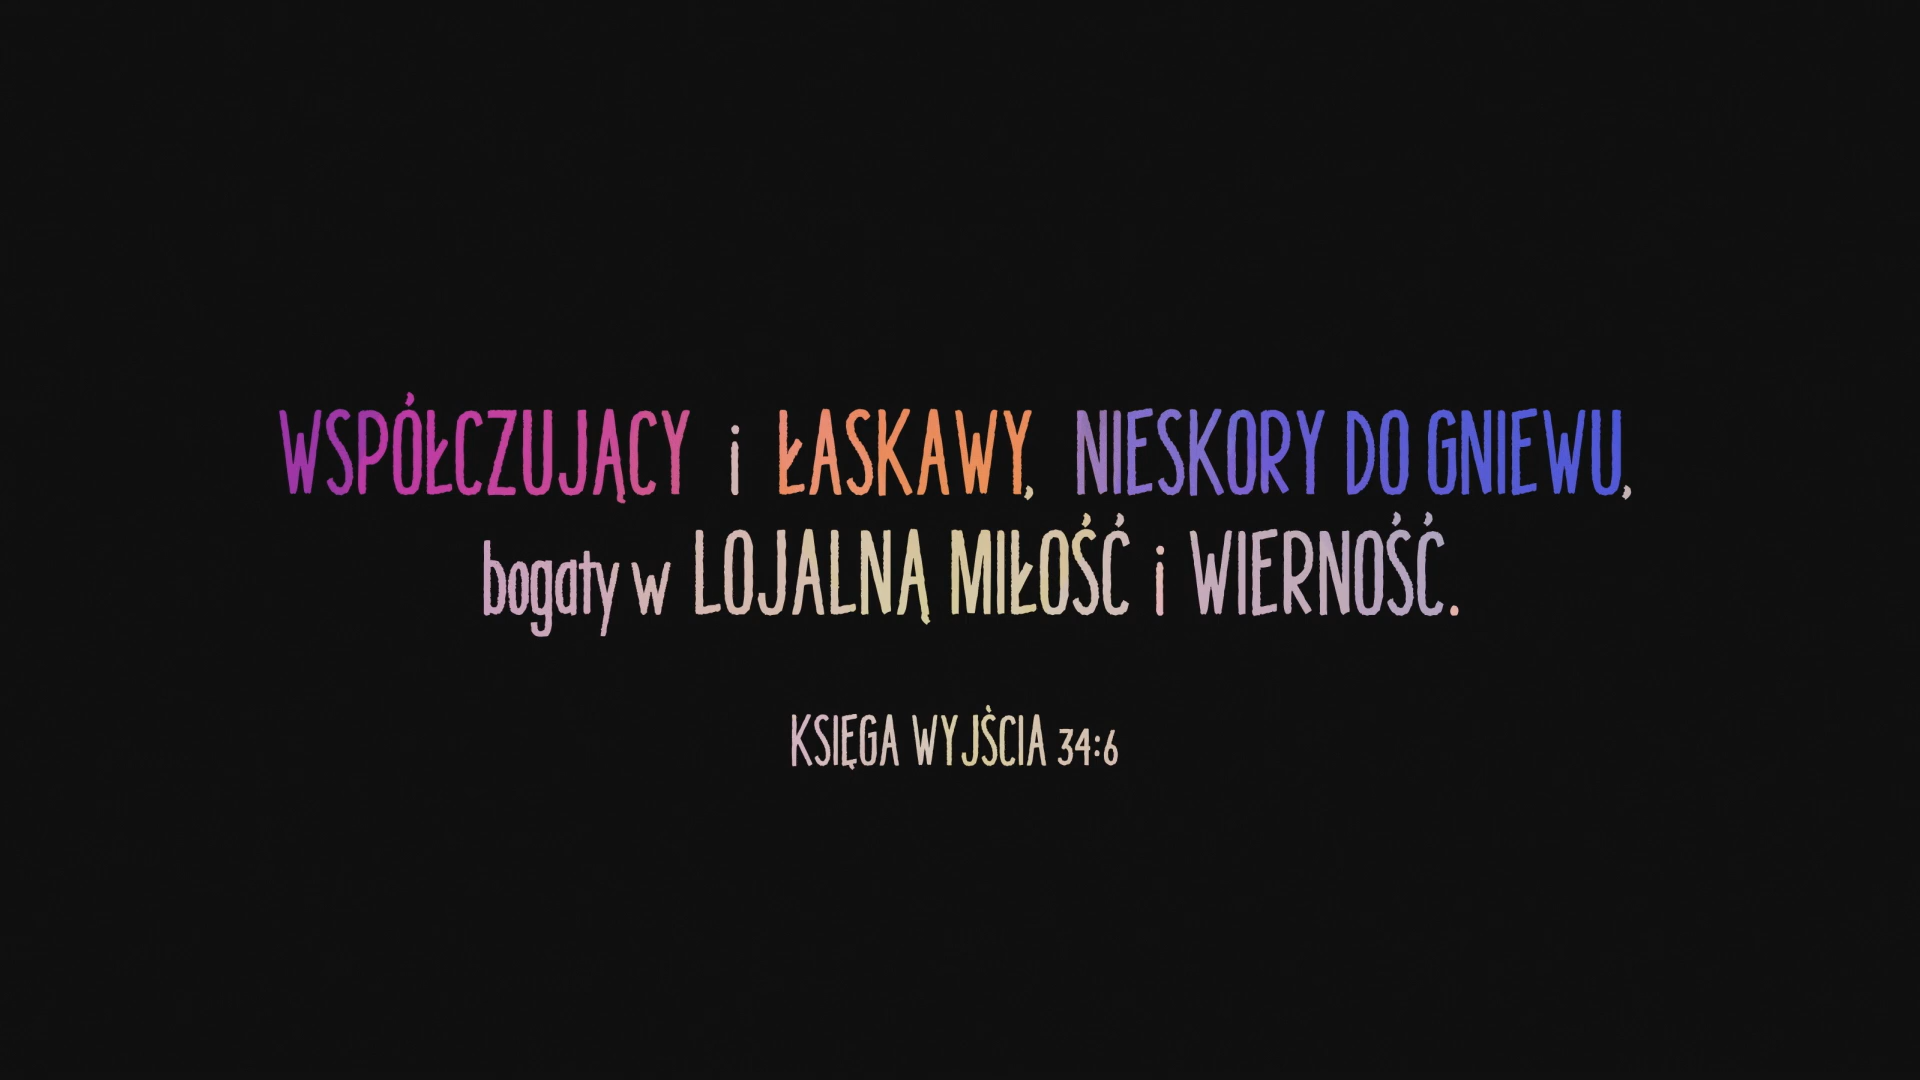 WSPÓŁCZUJĄCY i ŁASKAWY, NIESKORY DO GNIEWU,
bogaty w LOJALNĄ MIŁOŚĆ i WIERNOŚĆ.
KSIĘGA WYJŚCIA 34:6